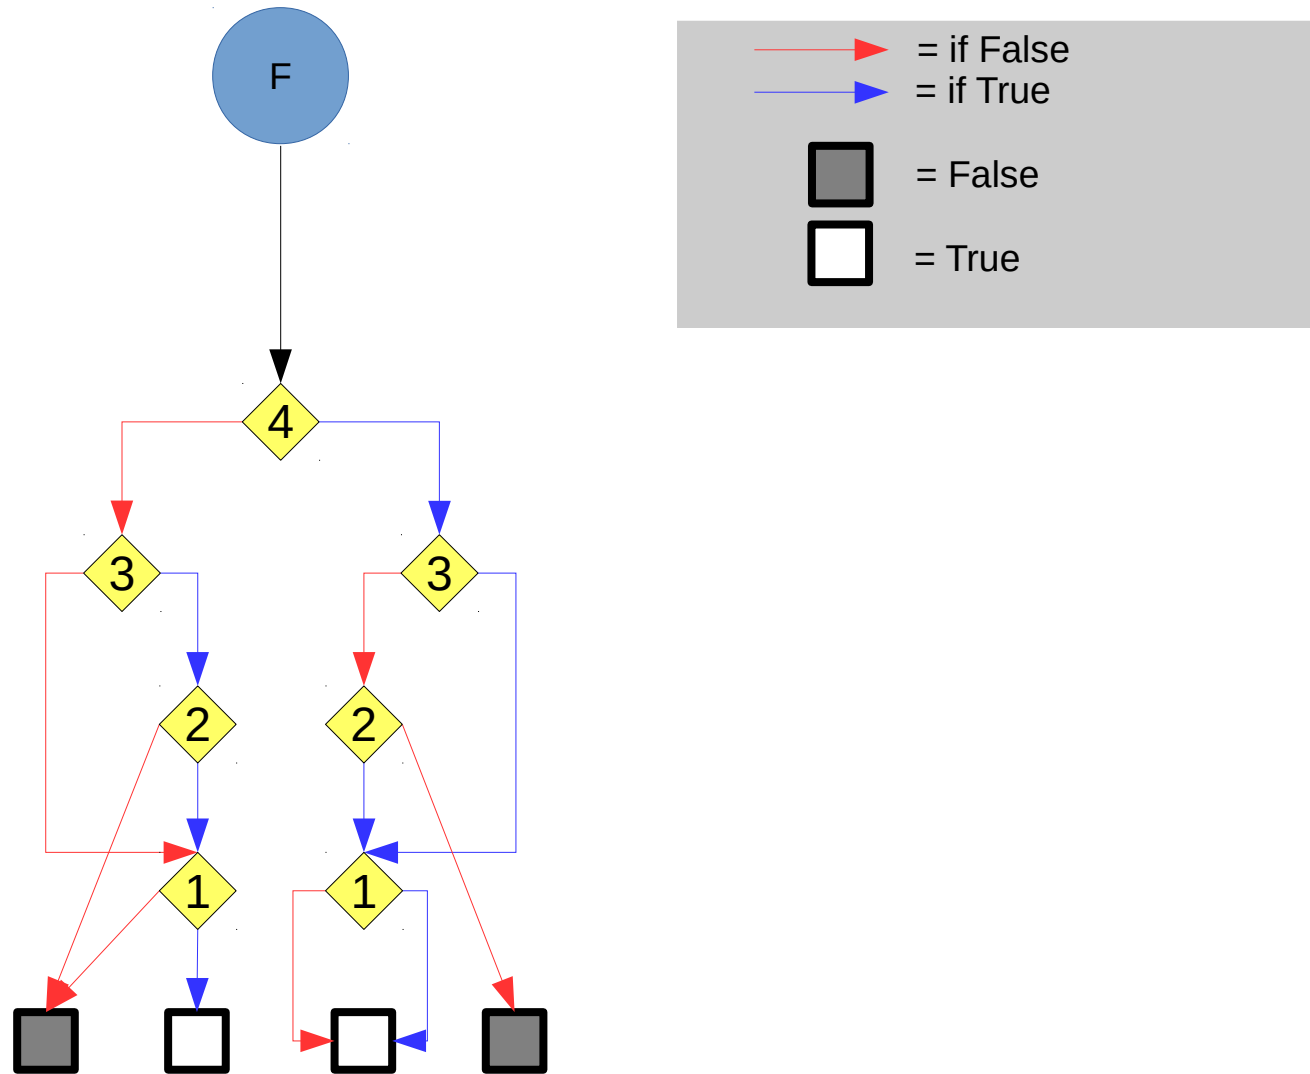 F
= if False
= if True
= False
= True
4
3
3
2
2
1
1